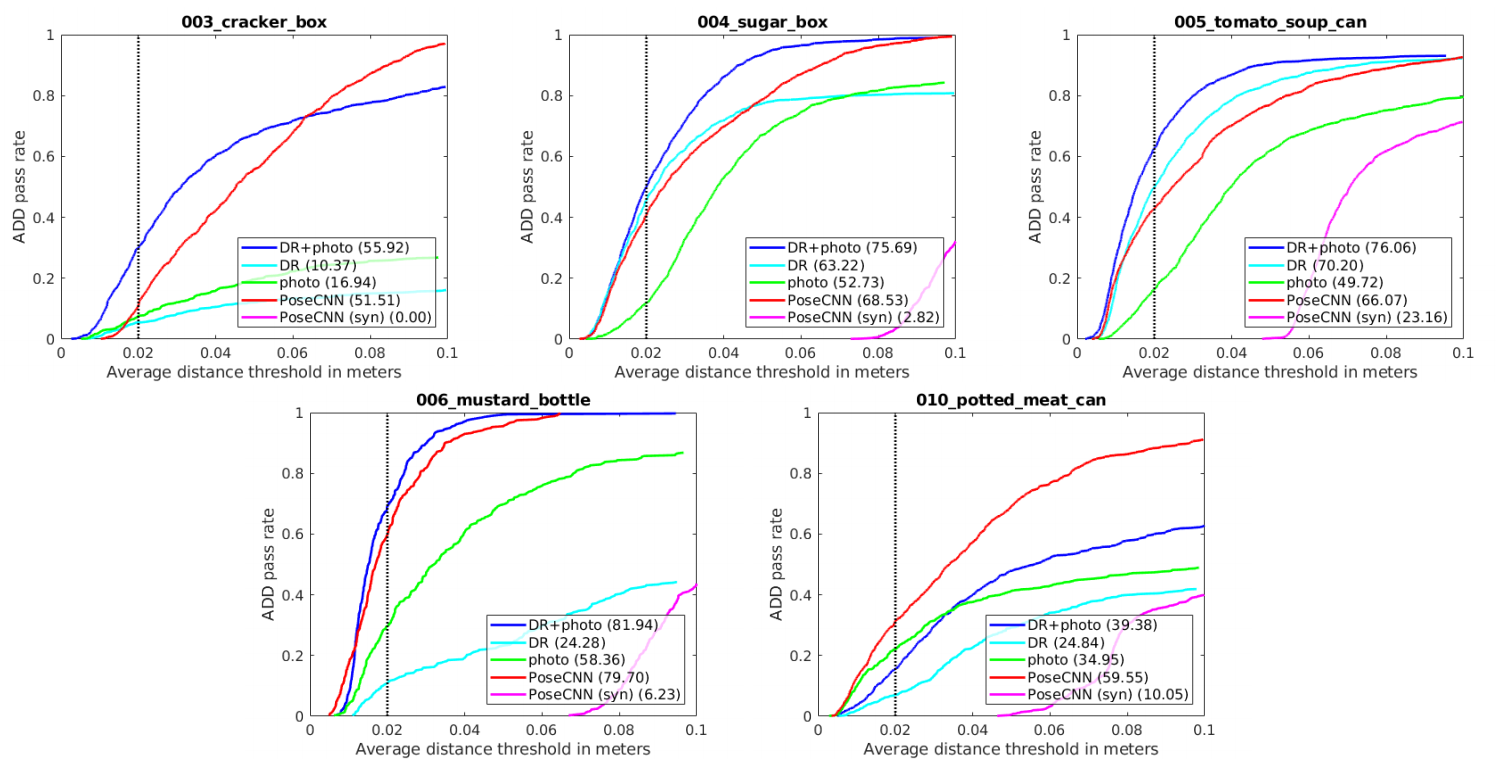 003_cracker_box
1
0.8
0.6
0.4
0.2
0
ADD pass rate
DR+photo (55.92)
DR (10.37)
photo (16.94)
PoseCNN (51.51)
PoseCNN (syn) (0.00)
0 0.02 0.04 0.06 0.08 0.1
Average distance threshold in meters
004_sugar_box
1
0.8
0.6
0.4
0.2
0
ADD pass rate
DR+photo (75.69)
DR (63.22)
photo (52.73)
PoseCNN (68.53)
PoseCNN (syn) (2.82)
0 0.02 0.04 0.06 0.08 0.1
Average distance threshold in meters
005_tomato_soup_can
1
0.8
0.6
0.4
0.2
0
ADD pass rate
DR+photo (76.06)
DR (70.20)
photo (49.72)
PoseCNN (66.07)
PoseCNN (syn) (23.16)
0 0.02 0.04 0.06 0.08 0.1
Average distance threshold in meters
006_mustard_bottle
1
0.8
0.6
0.4
0.2
0
ADD pass rate
DR+photo (81.94)
DR (24.28)
photo (58.36)
PoseCNN (79.70)
PoseCNN (syn) (6.23)
0 0.02 0.04 0.06 0.08 0.1
Average distance threshold in meters
010_potted_meat_can
1
0.8
0.6
0.4
0.2
0
ADD pass rate
DR+photo (39.38)
DR (24.84)
photo (34.95)
PoseCNN (59.55)
PoseCNN (syn) (10.05)
0 0.02 0.04 0.06 0.08 0.1
Average distance threshold in meters